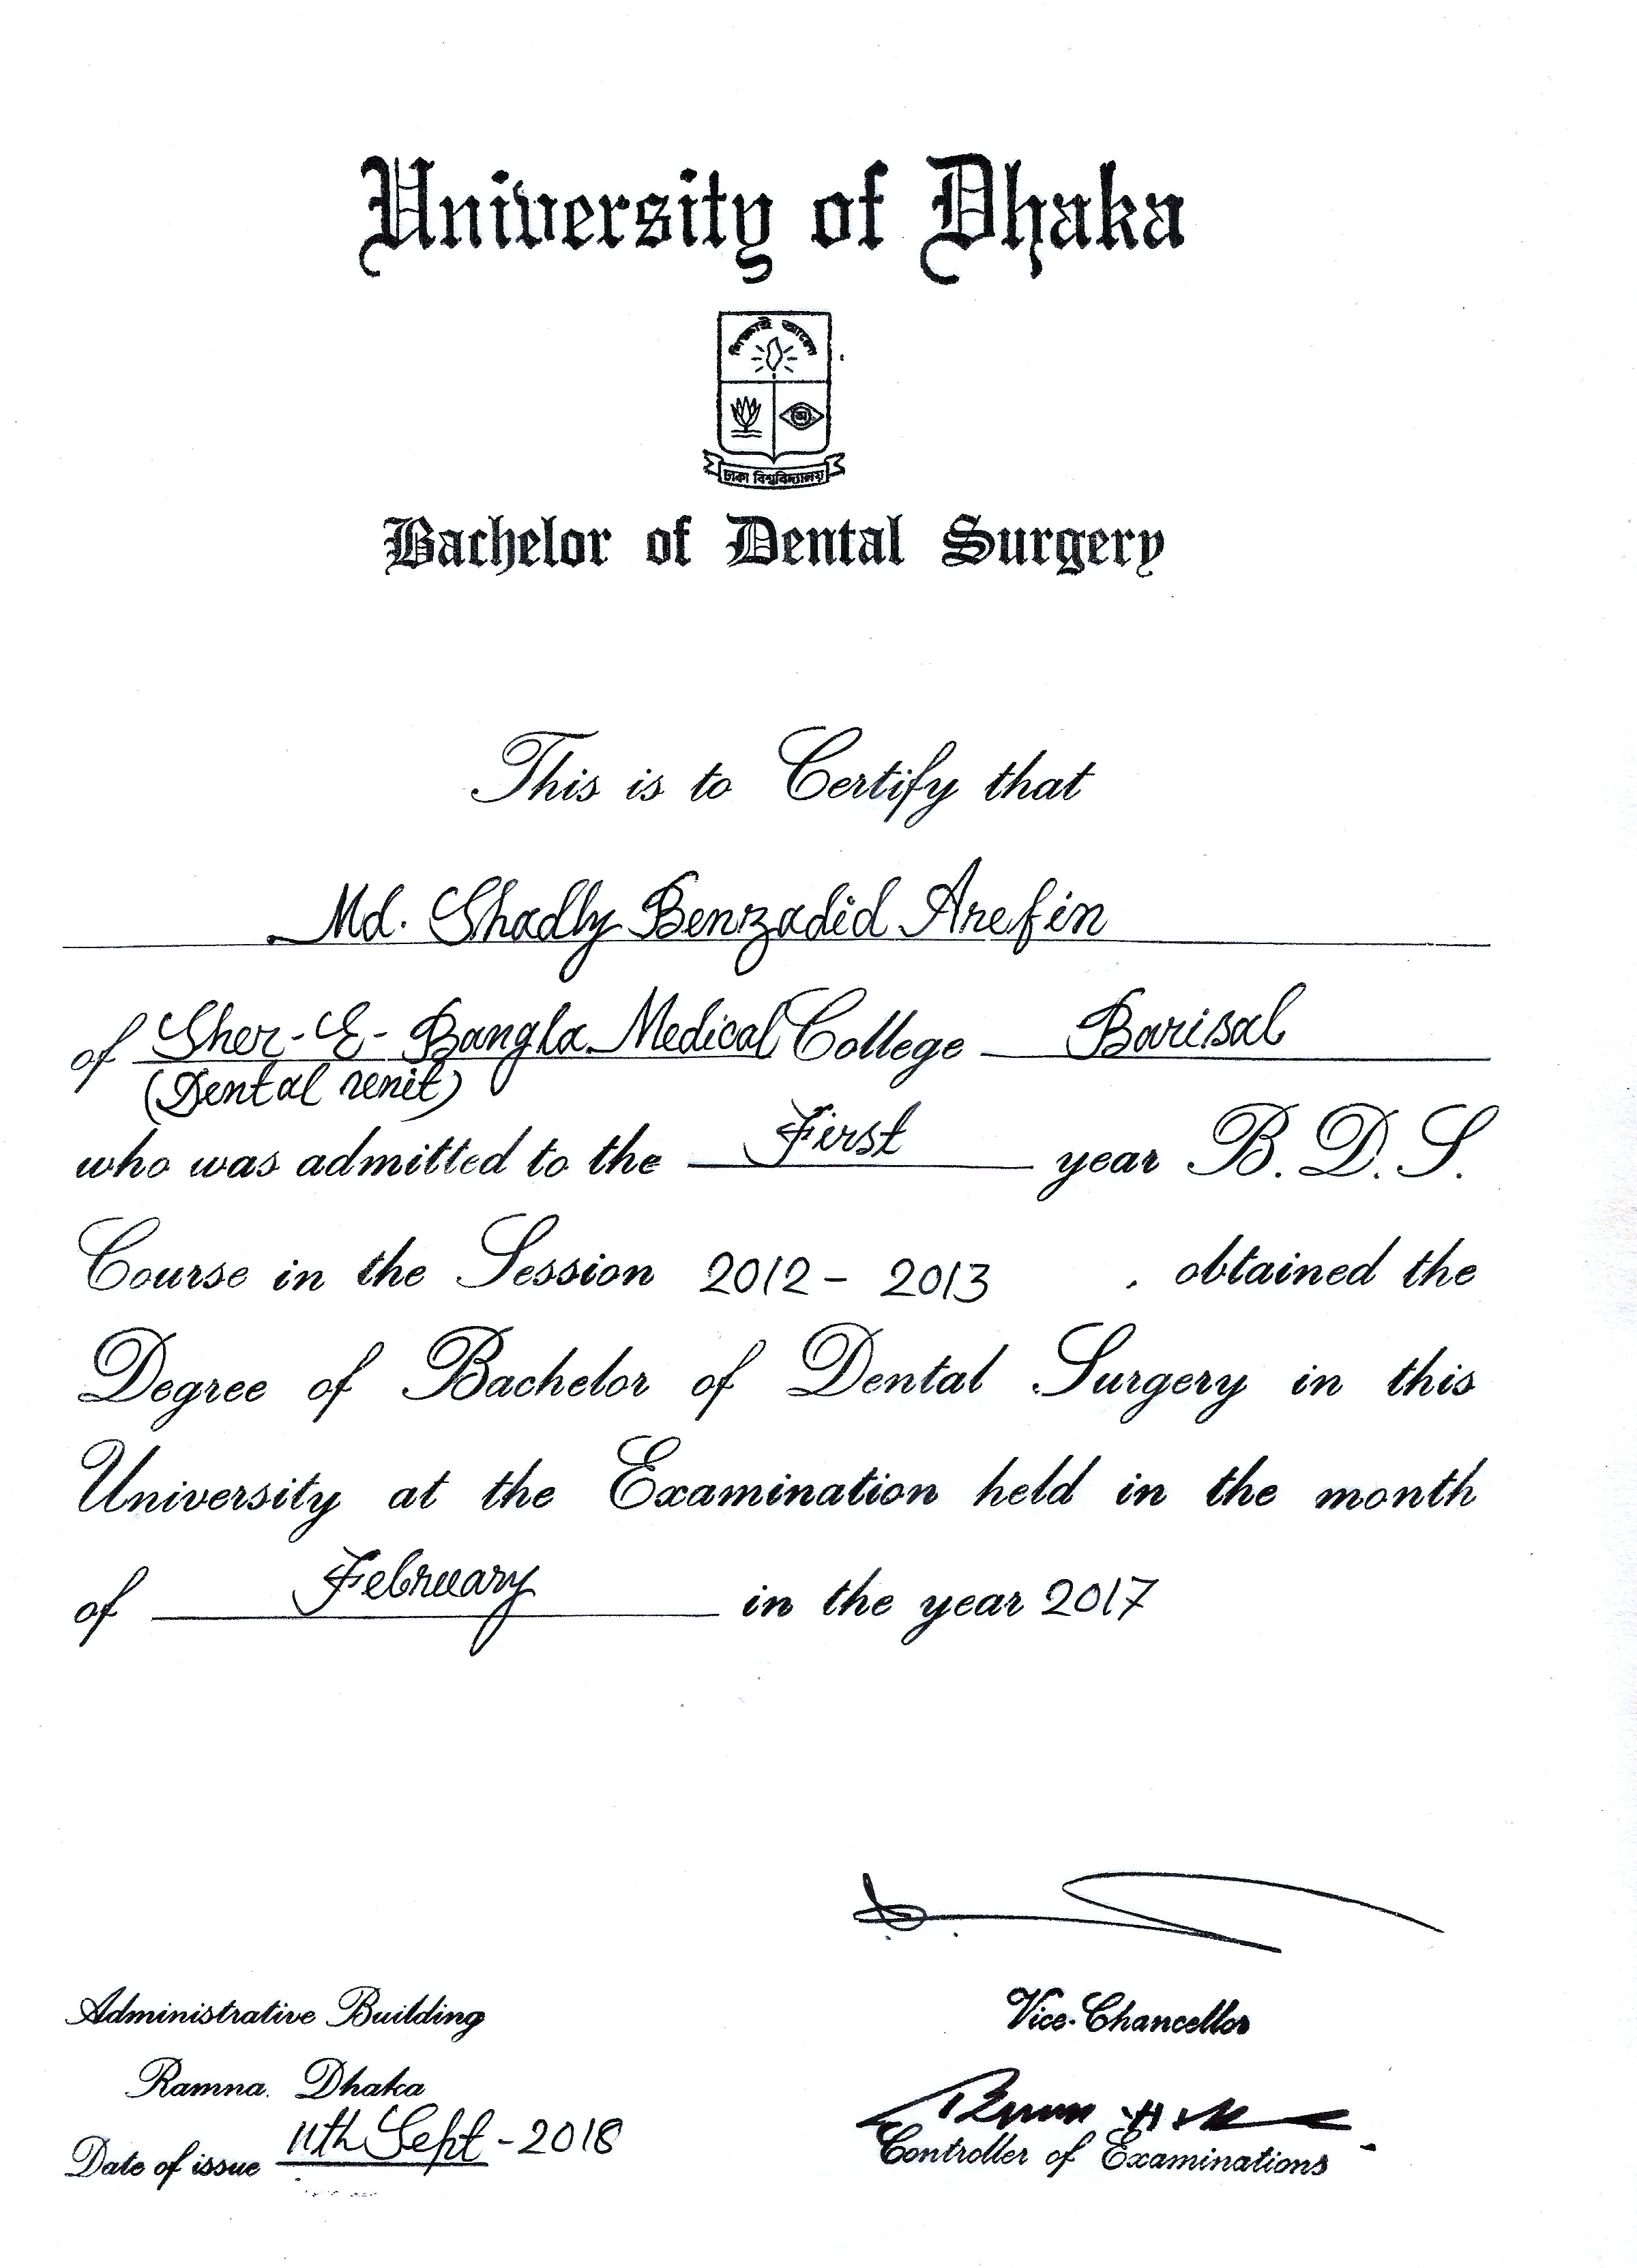 University of Dhaka
শিক্ষাই আলো
ঢাকা বিশ্ববিদ্যালয়
Bachelor of Dental Surgery
This is to Certify that
Md. Shadly Benzadid Arefin
of Sher-E-Bangla Medical College Barisal
(Dental unit)
who was admitted to the First year B. D. S.
Course in the Session 2012 - 2013 . obtained the
Degree of Bachelor of Dental Surgery in this
University at the Examination held in the month
of February in the year 2017
Administrative Building
Vice-Chancellor
Ramna. Dhaka
Date of issue 11th Sept - 2018
Controller of Examinations